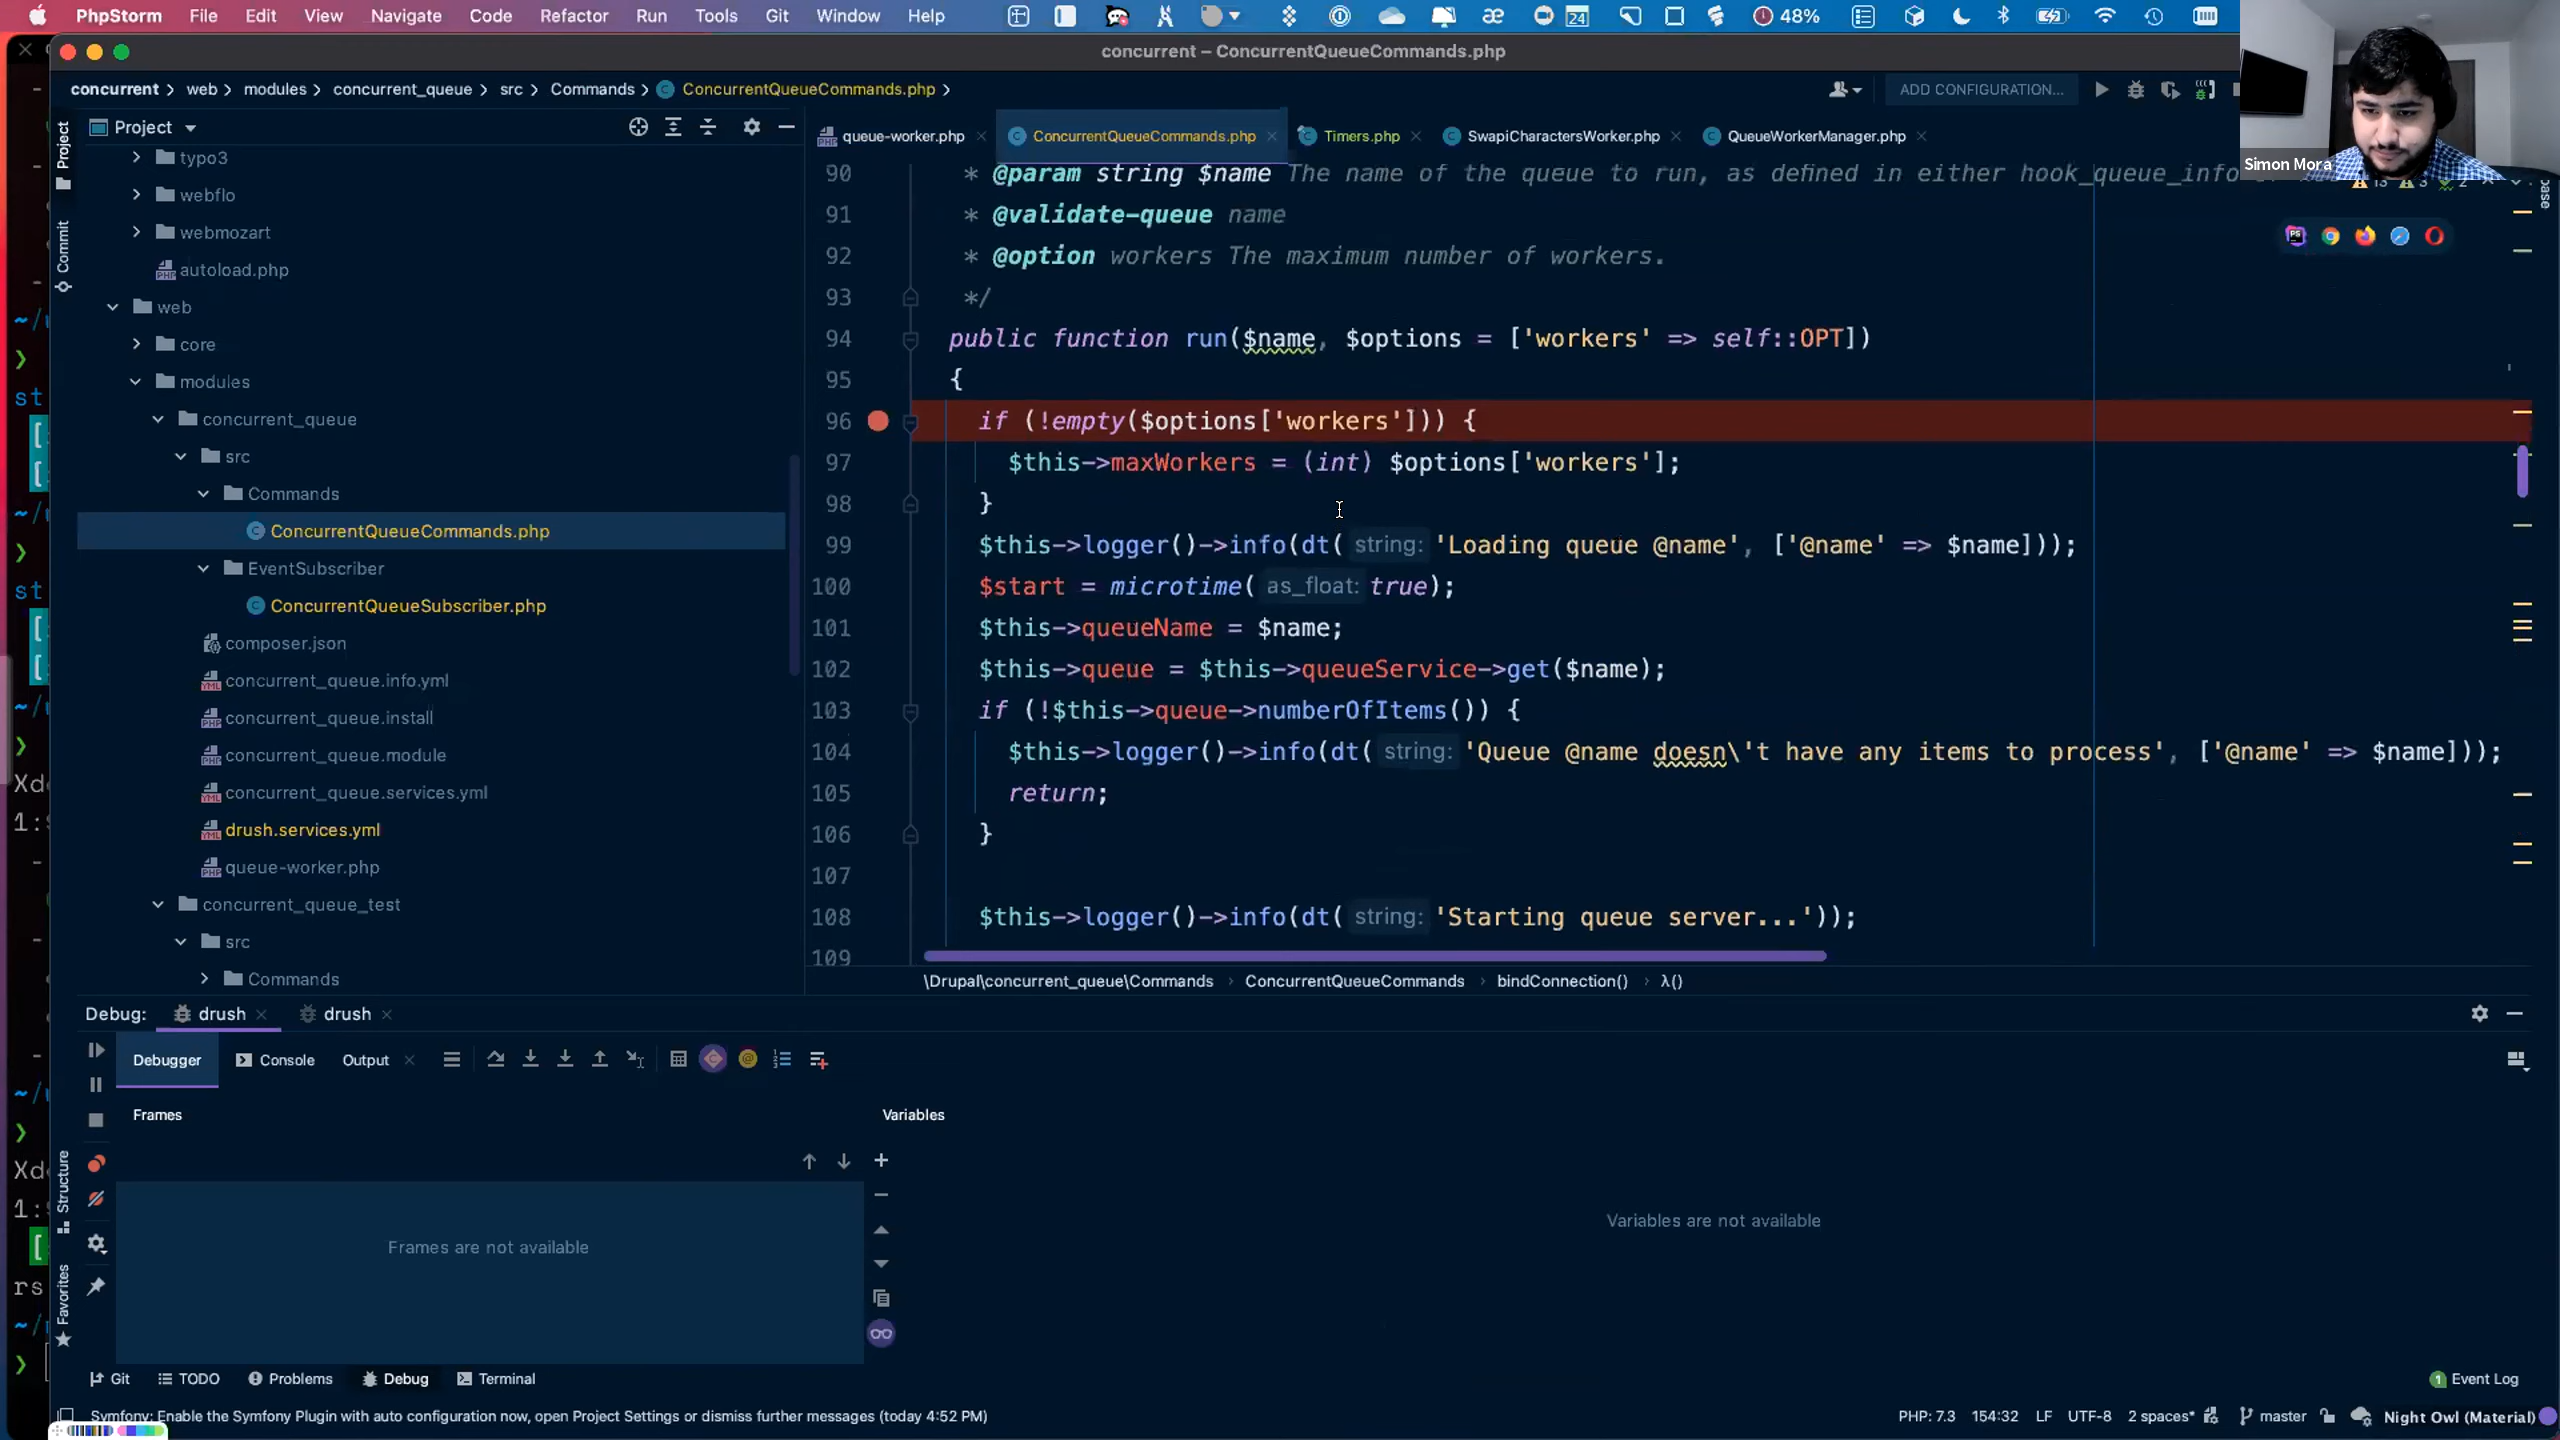 PhpStorm File Edit View Navigate Code Refactor Run Tools Git Window Help 24 48%
concurrent – ConcurrentQueueCommands.php
concurrent web modules concurrent_queue src Commands ConcurrentQueueCommands.php ADD CONFIGURATION...
Simon Mora
Project
Commit
Structure
Favorites
Project
typo3
webflo
webmozart
autoload.php
web
core
modules
concurrent_queue
src
Commands
ConcurrentQueueCommands.php
EventSubscriber
ConcurrentQueueSubscriber.php
composer.json
concurrent_queue.info.yml
concurrent_queue.install
concurrent_queue.module
concurrent_queue.services.yml
drush.services.yml
queue-worker.php
concurrent_queue_test
src
Commands
queue-worker.php ConcurrentQueueCommands.php Timers.php SwapiCharactersWorker.php QueueWorkerManager.php
90 * @param string $name The name of the queue to run, as defined in either hook_queue_info
91 * @validate-queue name
92 * @option workers The maximum number of workers.
93 */
94 public function run($name, $options = ['workers' => self::OPT])
95 {
96 if (!empty($options['workers'])) {
97 $this->maxWorkers = (int) $options['workers'];
98 }
99 $this->logger()->info(dt( string: 'Loading queue @name', ['@name' => $name]));
100 $start = microtime( as_float: true);
101 $this->queueName = $name;
102 $this->queue = $this->queueService->get($name);
103 if (!$this->queue->numberOfItems()) {
104 $this->logger()->info(dt( string: 'Queue @name doesn\'t have any items to process', ['@name' => $name]));
105 return;
106 }
107
108 $this->logger()->info(dt( string: 'Starting queue server...'));
109
\Drupal\concurrent_queue\Commands ConcurrentQueueCommands bindConnection() λ()
Debug: drush drush
Debugger Console Output
Frames Variables
Frames are not available
Variables are not available
Git TODO Problems Debug Terminal 1 Event Log
Symfony: Enable the Symfony Plugin with auto configuration now, open Project Settings or dismiss further messages (today 4:52 PM) PHP: 7.3 154:32 LF UTF-8 2 spaces* master Night Owl (Material)